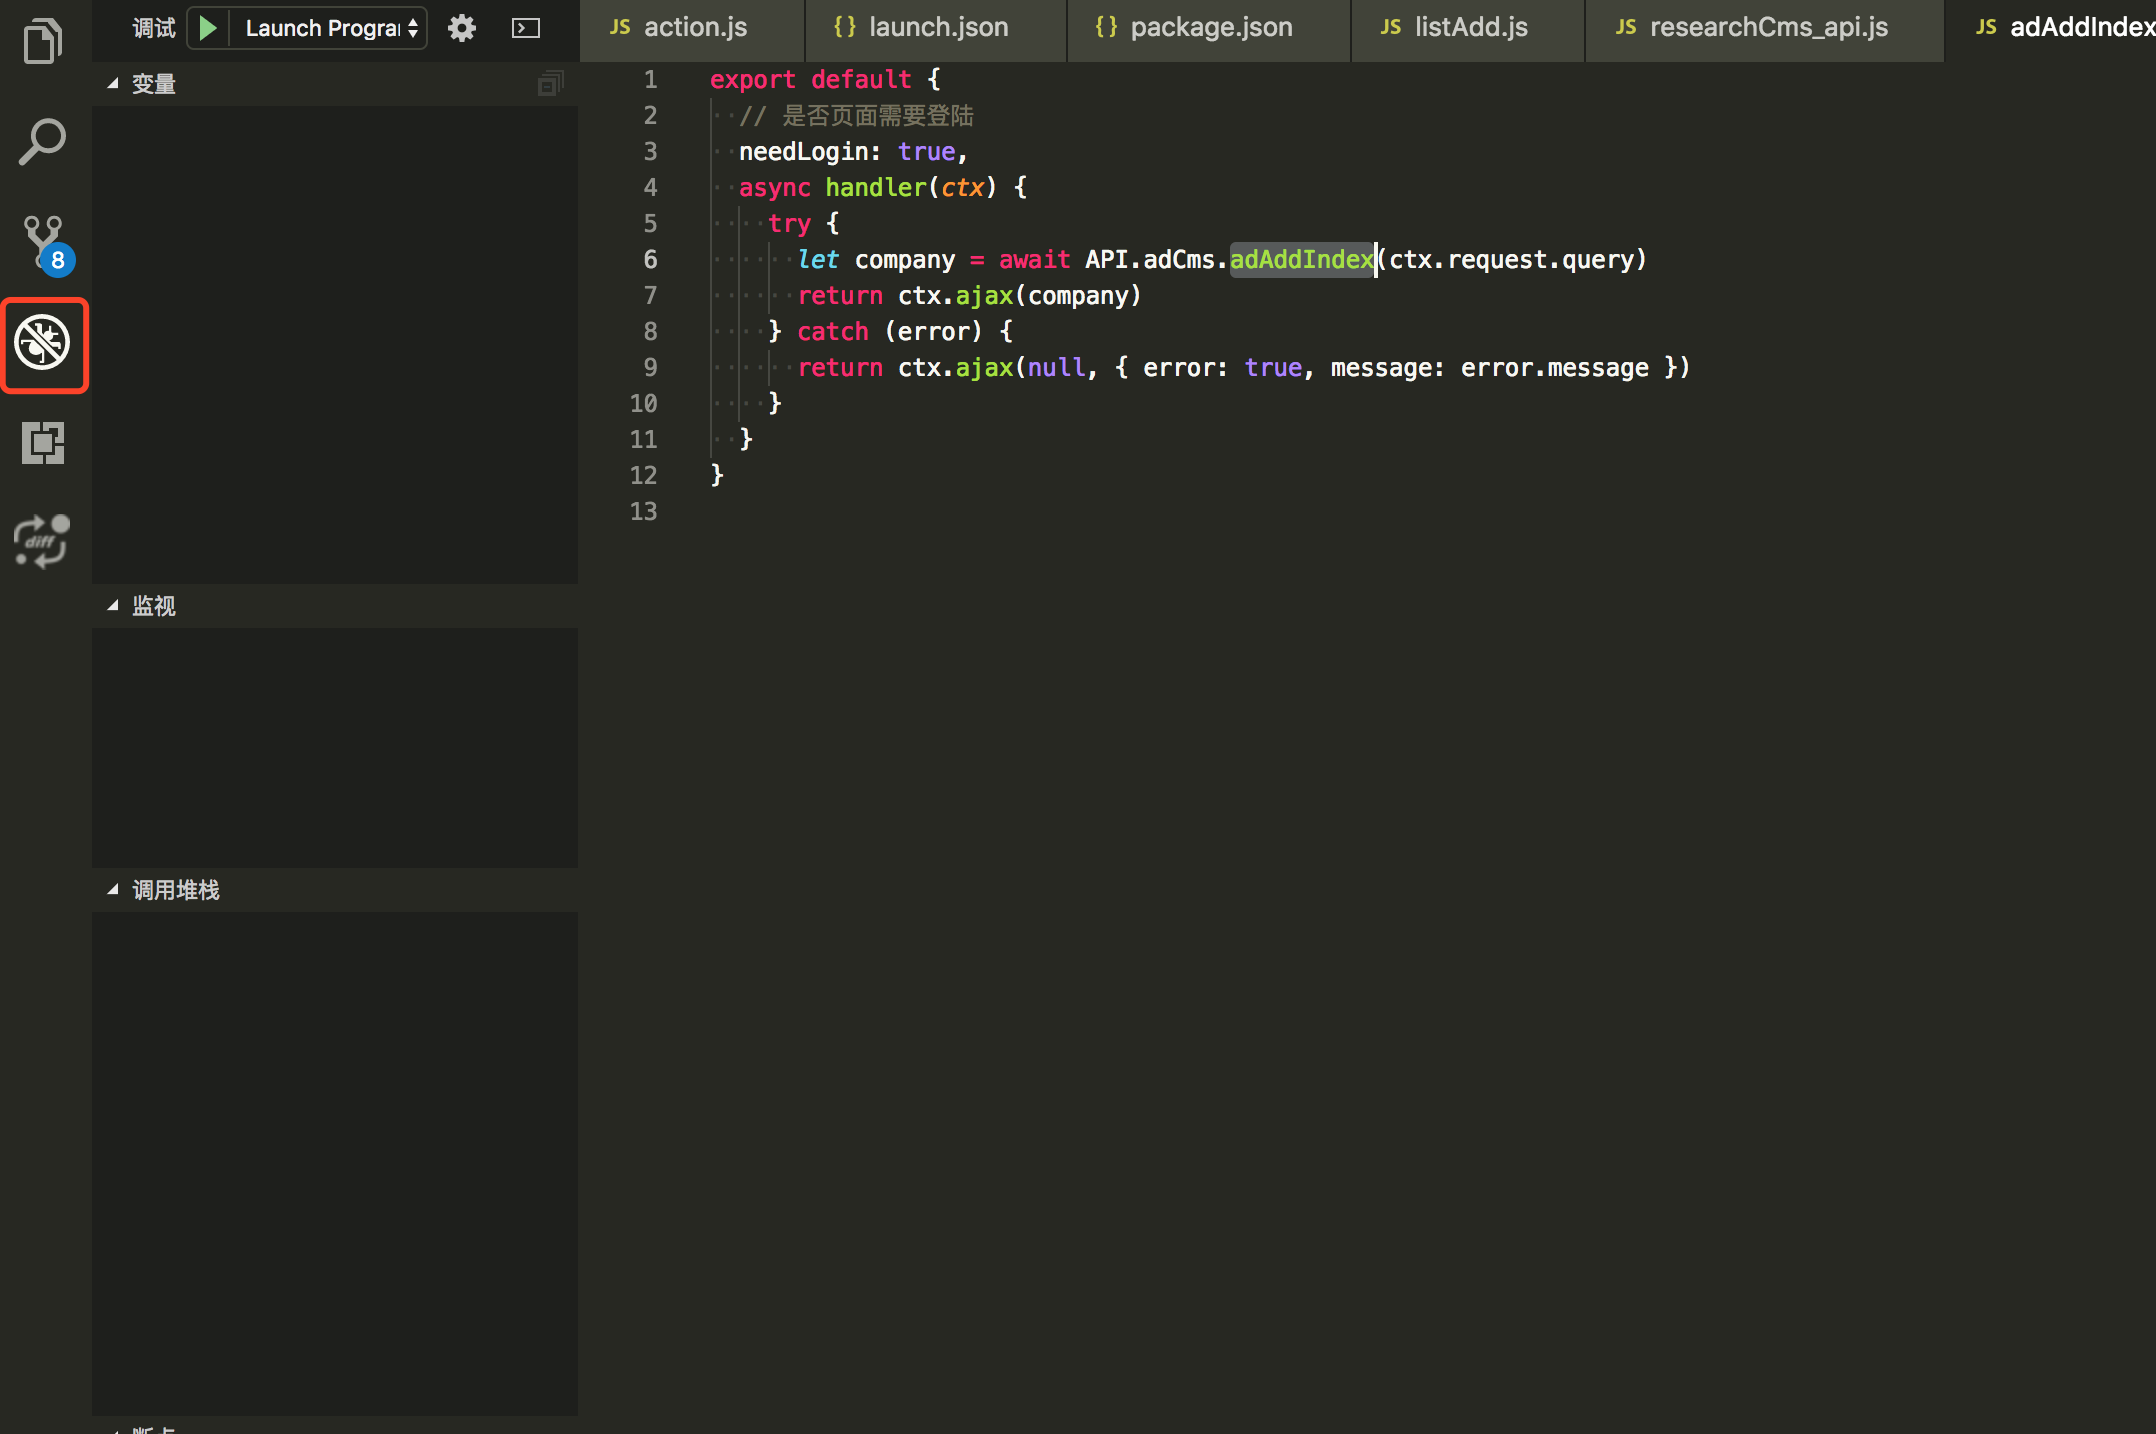 调试 Launch Progra
变量
监视
调用堆栈
8
diff
JS action.js {} launch.json {} package.json JS listAdd.js JS researchCms_api.js JS adAddIndex
1 export default {
2 // 是否页面需要登陆
3 needLogin: true,
4 async handler(ctx) {
5 try {
6 let company = await API.adCms.adAddIndex(ctx.request.query)
7 return ctx.ajax(company)
8 } catch (error) {
9 return ctx.ajax(null, { error: true, message: error.message })
10 }
11 }
12 }
13